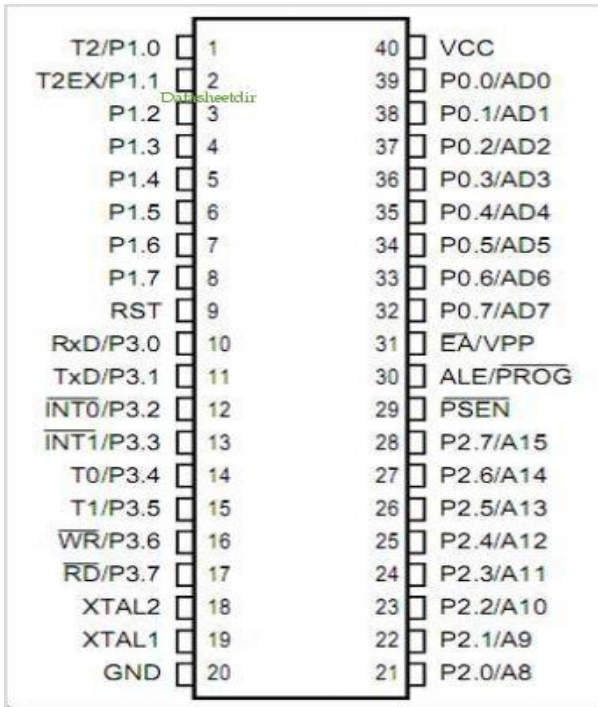 T2/P1.0 1 40 VCC
T2EX/P1.1 2 39 P0.0/AD0
Datasheetdir
P1.2 3 38 P0.1/AD1
P1.3 4 37 P0.2/AD2
P1.4 5 36 P0.3/AD3
P1.5 6 35 P0.4/AD4
P1.6 7 34 P0.5/AD5
P1.7 8 33 P0.6/AD6
RST 9 32 P0.7/AD7
RxD/P3.0 10 31 EA/VPP
TxD/P3.1 11 30 ALE/PROG
INT0/P3.2 12 29 PSEN
INT1/P3.3 13 28 P2.7/A15
T0/P3.4 14 27 P2.6/A14
T1/P3.5 15 26 P2.5/A13
WR/P3.6 16 25 P2.4/A12
RD/P3.7 17 24 P2.3/A11
XTAL2 18 23 P2.2/A10
XTAL1 19 22 P2.1/A9
GND 20 21 P2.0/A8